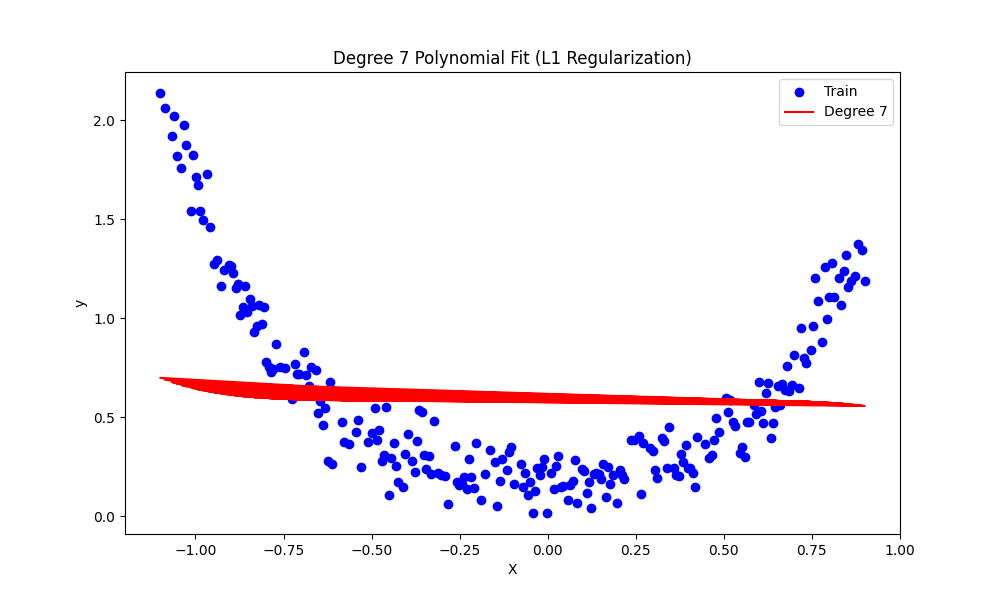 Degree 7 Polynomial Fit (L1 Regularization)
Train
Degree 7
2.0
1.5
1.0
0.5
0.0
y
−1.00 −0.75 −0.50 −0.25 0.00 0.25 0.50 0.75 1.00
X